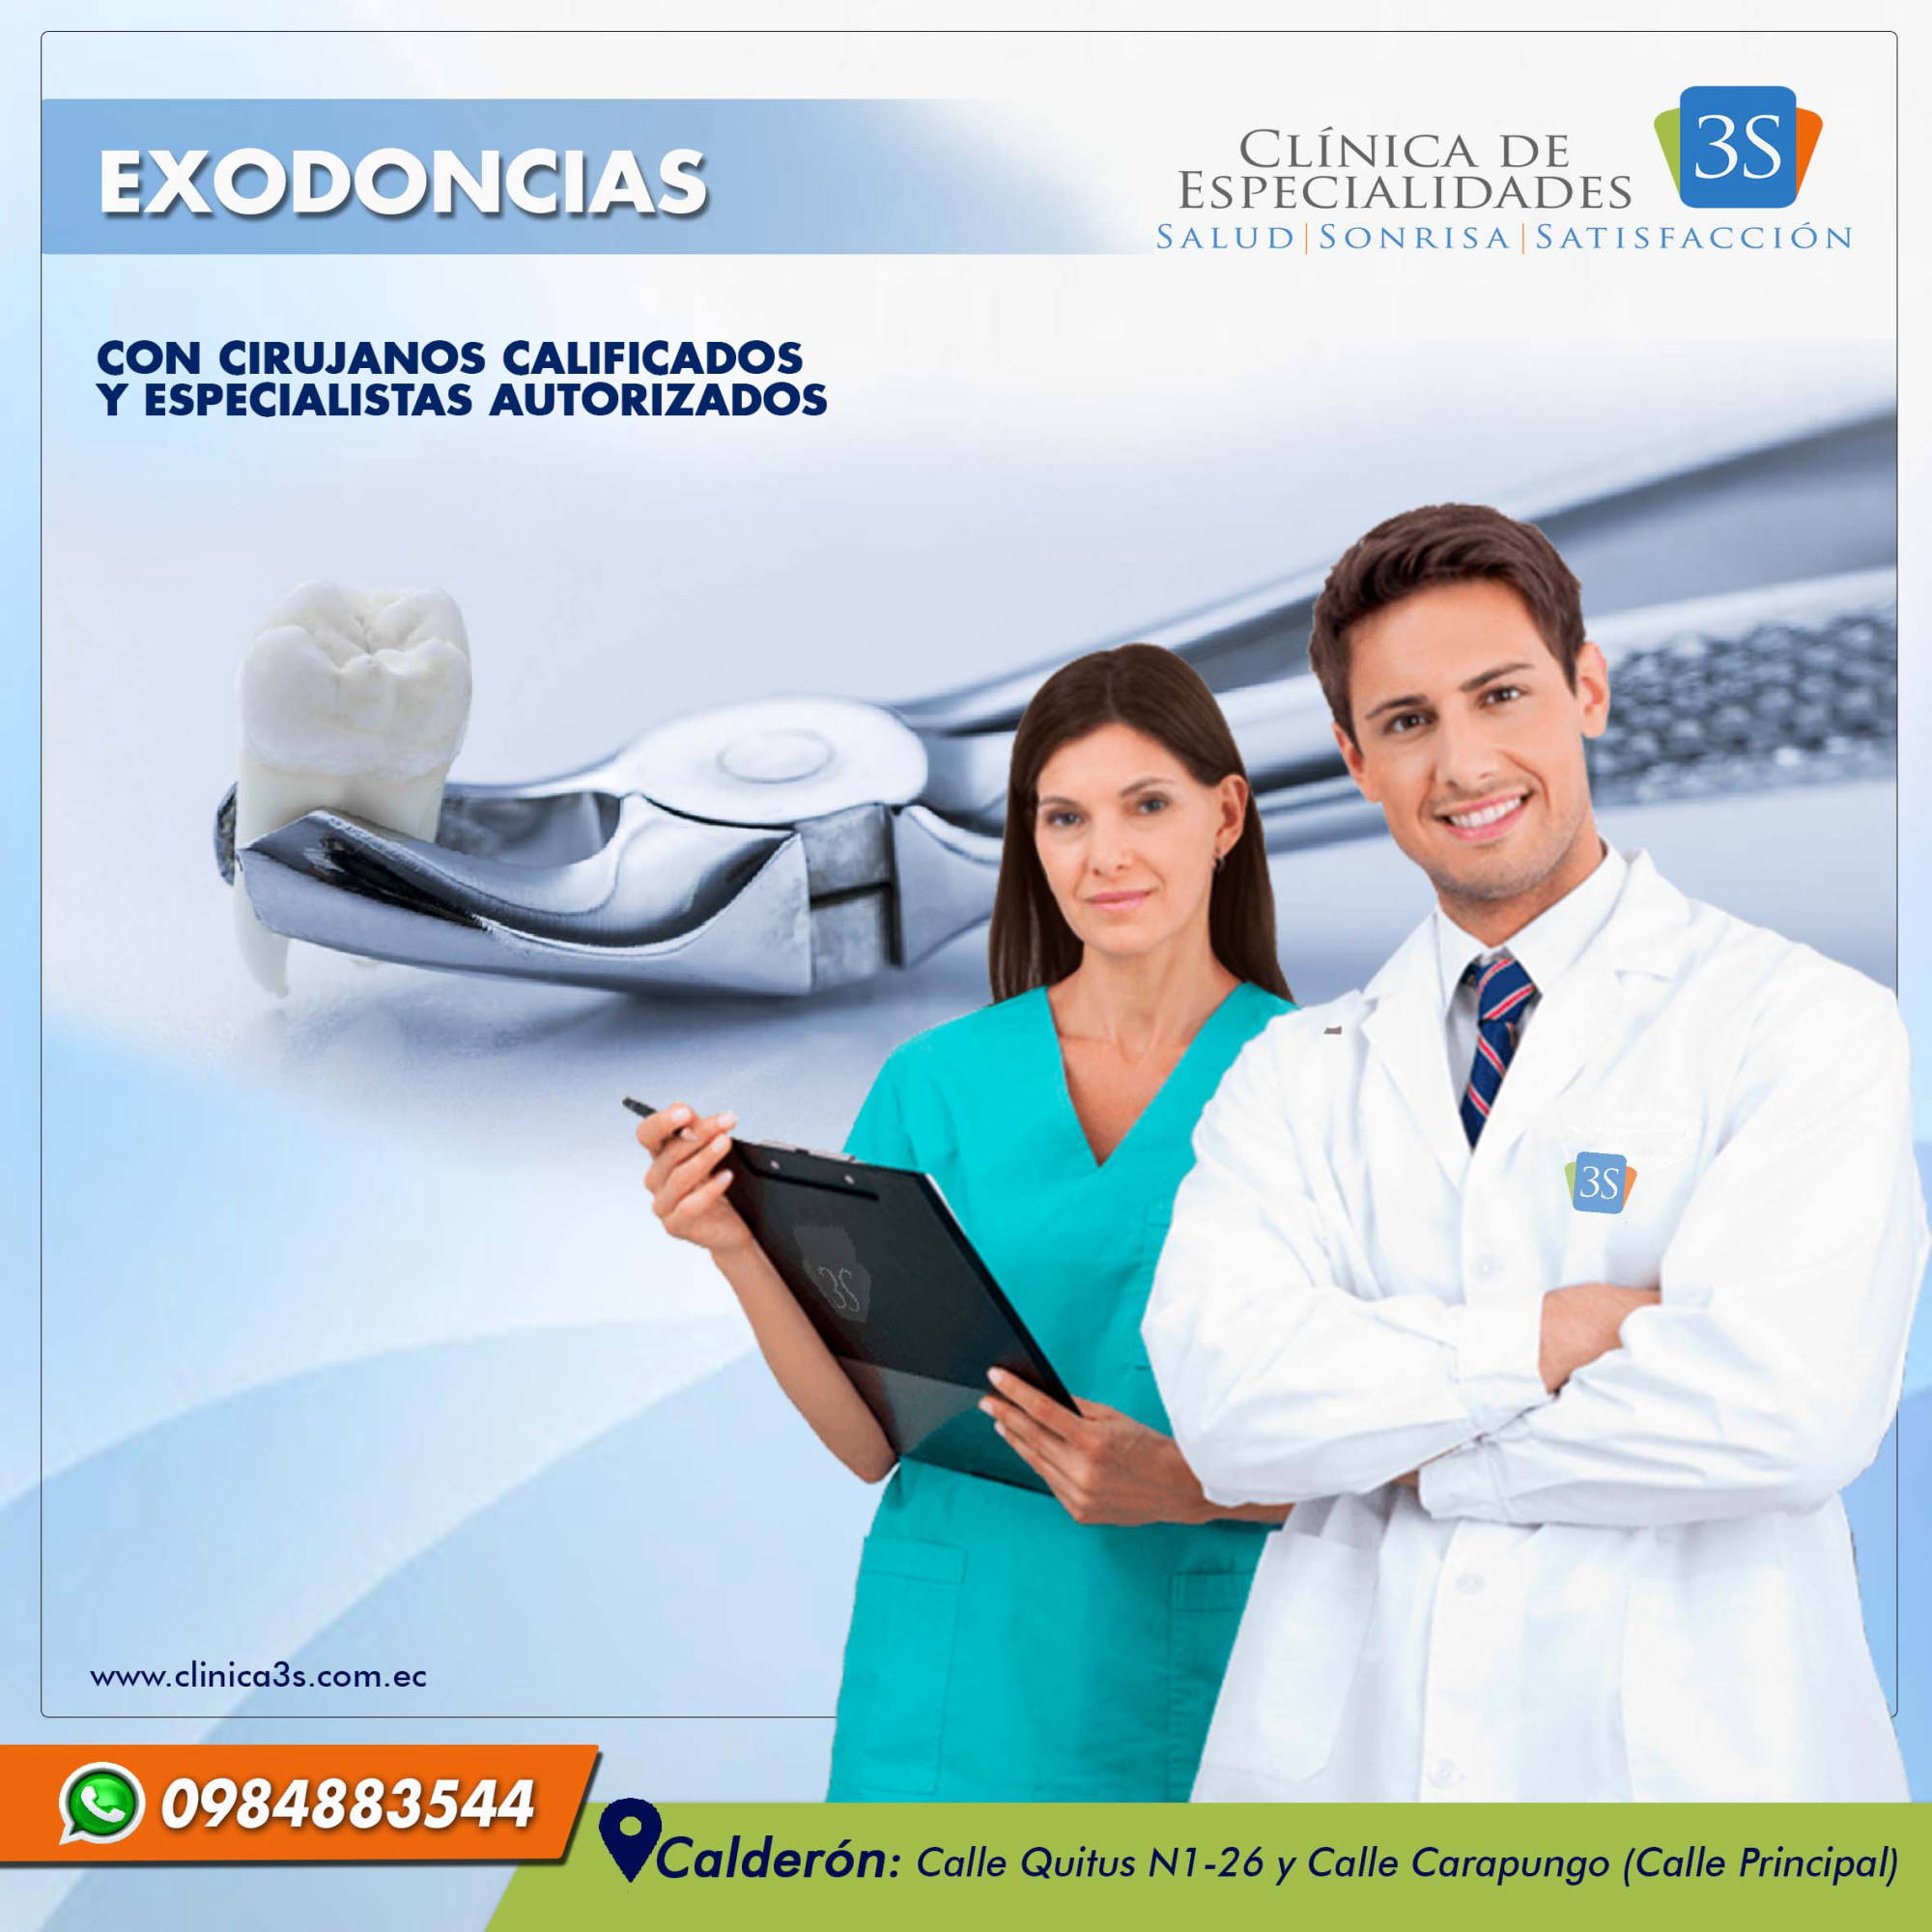 EXODONCIAS
CLÍNICA DE
ESPECIALIDADES
3S
SALUD|SONRISA|SATISFACCIÓN
CON CIRUJANOS CALIFICADOS
Y ESPECIALISTAS AUTORIZADOS
3S
3S
www.clinica3s.com.ec
0984883544
Calderón: Calle Quitus N1-26 y Calle Carapungo (Calle Principal)